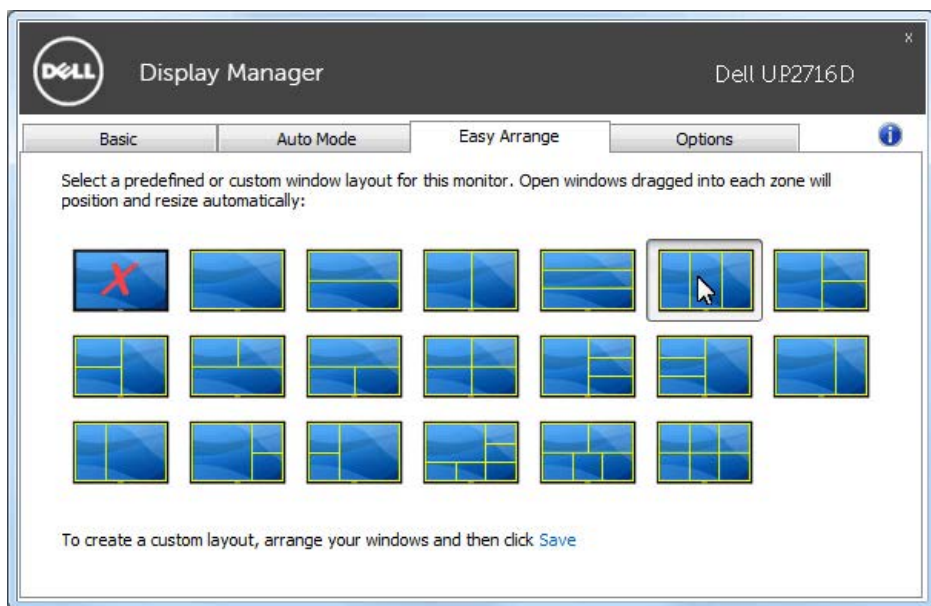 DELL
Display Manager
Dell UP2716D
x
Basic
Auto Mode
Easy Arrange
Options
i
Select a predefined or custom window layout for this monitor. Open windows dragged into each zone will
position and resize automatically:
X
To create a custom layout, arrange your windows and then click Save